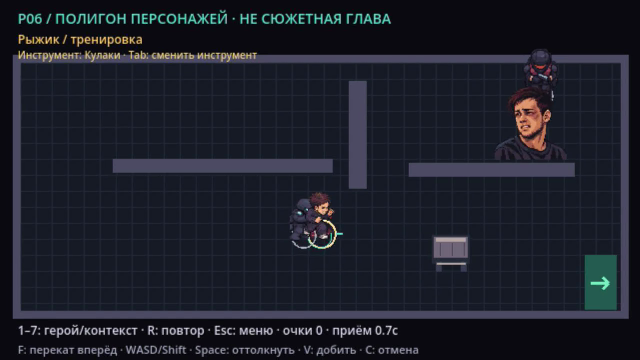 P06 / ПОЛИГОН ПЕРСОНАЖЕЙ · НЕ СЮЖЕТНАЯ ГЛАВА
Рыжик / тренировка
Инструмент: Кулаки · Tab: сменить инструмент
→
1–7: герой/контекст · R: повтор · Esc: меню · очки 0 · приём 0.7с
F: перекат вперёд · WASD/Shift · Space: оттолкнуть · V: добить · C: отмена